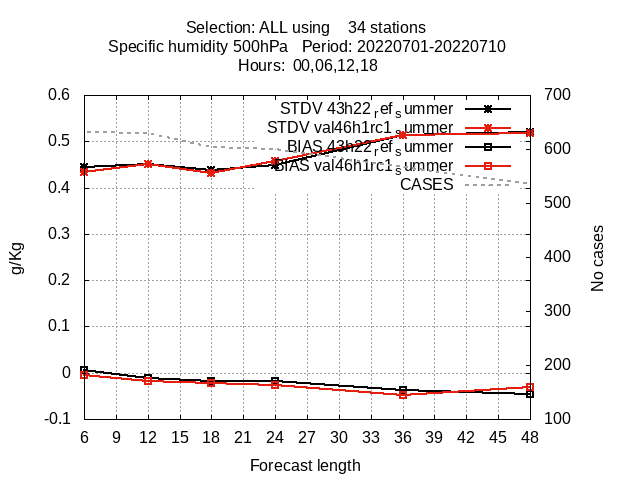 Selection: ALL using    34 stations
Specific humidity 500hPa   Period: 20220701-20220710
Hours: 00,06,12,18
0.6
0.5
0.4
0.3
0.2
0.1
0
-0.1
g/Kg
STDV 43h22_ref_summer
STDV val46h1rc1_summer
BIAS 43h22_ref_summer
BIAS val46h1rc1_summer
CASES
700
600
500
400
300
200
100
No cases
6 9 12 15 18 21 24 27 30 33 36 39 42 45 48
Forecast length